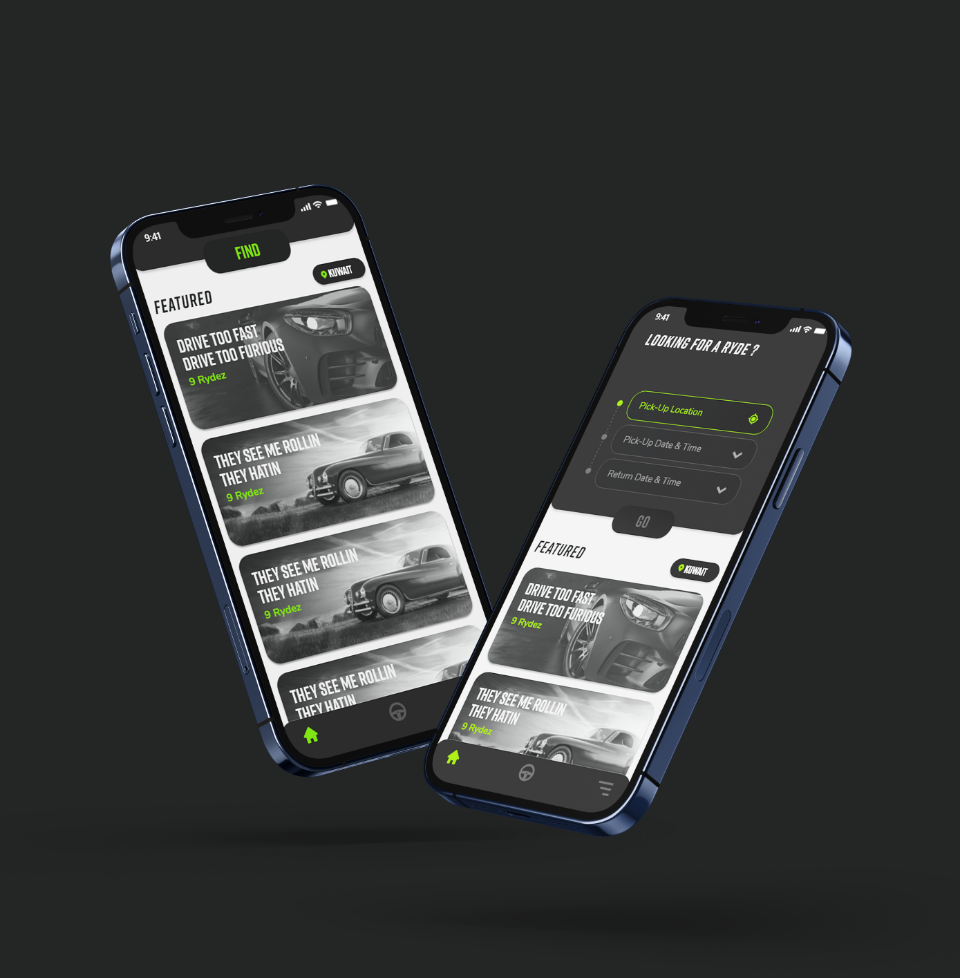 9:41
FIND
KUWAIT
FEATURED
DRIVE TOO FAST
DRIVE TOO FURIOUS
9 Rydez
THEY SEE ME ROLLIN
THEY HATIN
9 Rydez
THEY SEE ME ROLLIN
THEY HATIN
9 Rydez
THEY SEE ME ROLLIN
THEY HATIN
9:41
LOOKING FOR A RYDE ?
Pick-Up Location
Pick-Up Date & Time
Return Date & Time
GO
FEATURED
KUWAIT
DRIVE TOO FAST
DRIVE TOO FURIOUS
9 Rydez
THEY SEE ME ROLLIN
THEY HATIN
9 Rydez